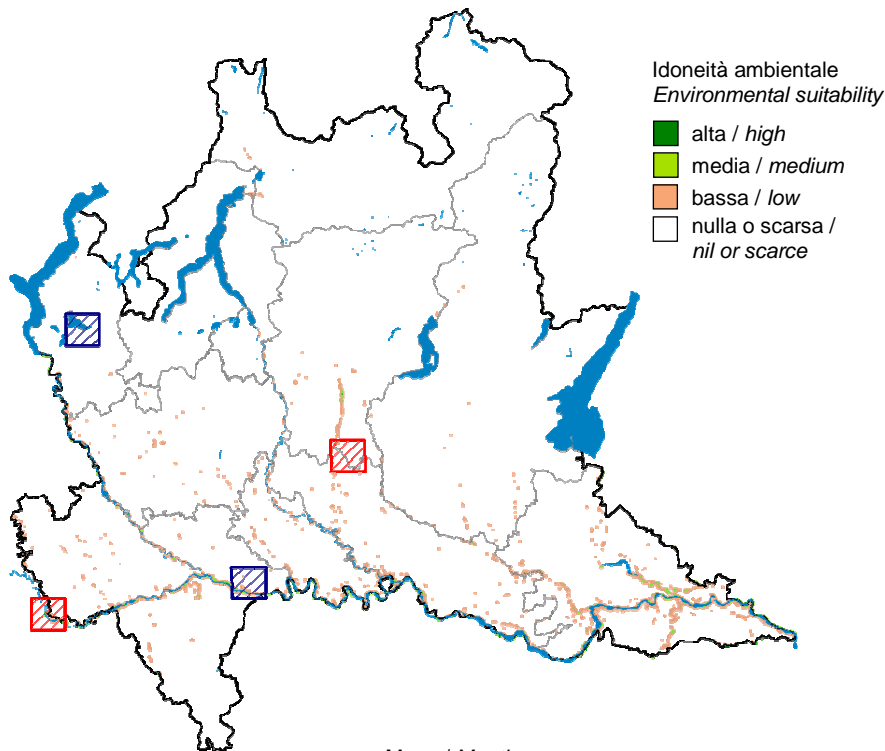 Idoneità ambientale
Environmental suitability
alta / high
media / medium
bassa / low
nulla o scarsa /
nil or scarce